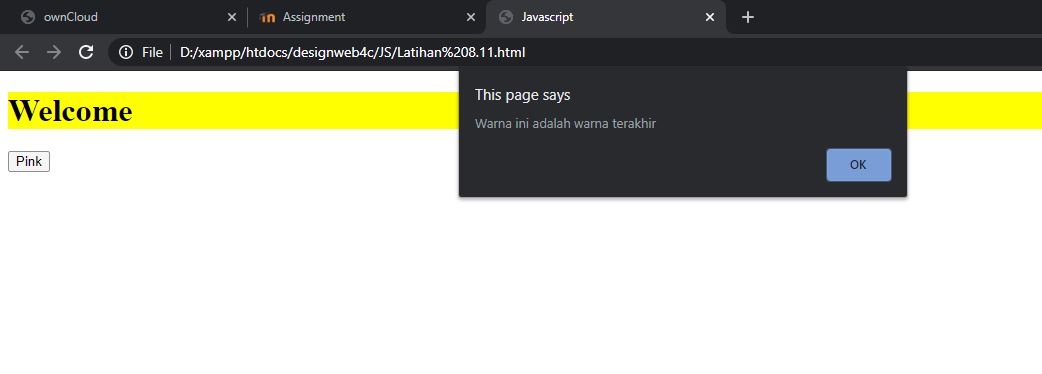 ownCloud
Assignment
Javascript
File
D:/xampp/htdocs/designweb4c/JS/Latihan%208.11.html
This page says
Warna ini adalah warna terakhir
OK
Welcome
Pink